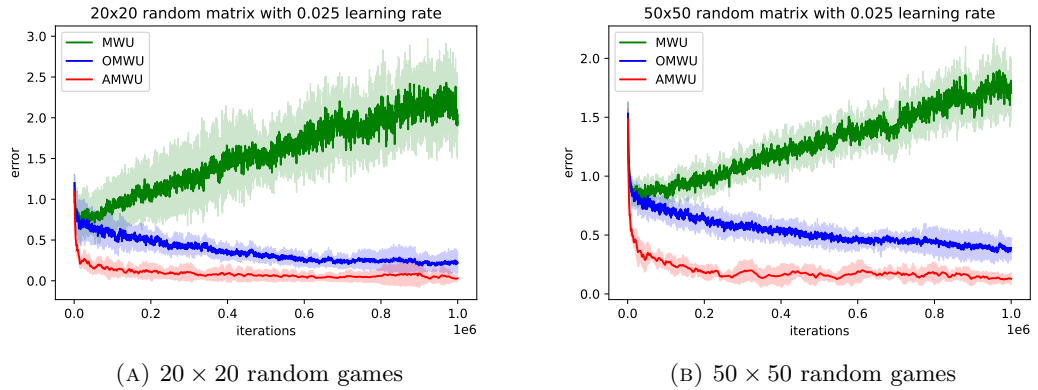 20x20 random matrix with 0.025 learning rate
MWU
OMWU
AMWU
3.0
2.5
2.0
1.5
1.0
0.5
0.0
error
0.0 0.2 0.4 0.6 0.8 1.0
1e6
iterations
(A) 20 × 20 random games
50x50 random matrix with 0.025 learning rate
MWU
OMWU
AMWU
2.0
1.5
1.0
0.5
0.0
error
0.0 0.2 0.4 0.6 0.8 1.0
1e6
iterations
(B) 50 × 50 random games